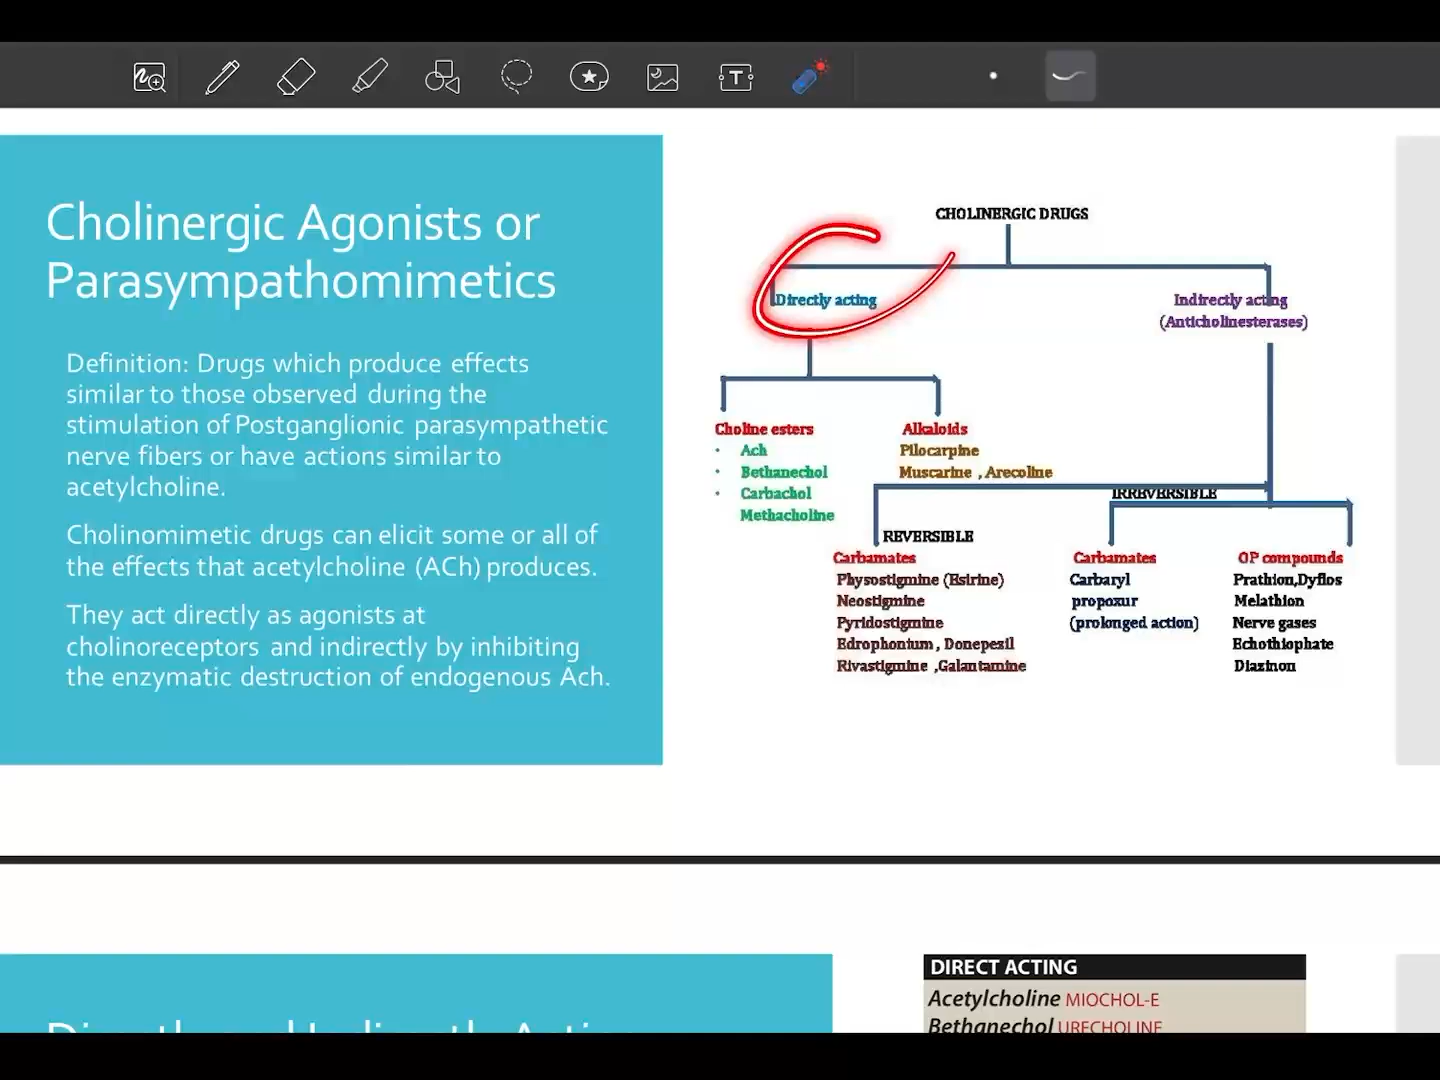 Cholinergic Agonists or
Parasympathomimetics
Definition: Drugs which produce effects
similar to those observed during the
stimulation of Postganglionic parasympathetic
nerve fibers or have actions similar to
acetylcholine.
Cholinomimetic drugs can elicit some or all of
the effects that acetylcholine (ACh) produces.
They act directly as agonists at
cholinoreceptors and indirectly by inhibiting
the enzymatic destruction of endogenous Ach.
CHOLINERGIC DRUGS
Directly acting
Indirectly acting
(Anticholinesterases)
Choline esters
• Ach
• Bethanechol
• Carbachol
Methacholine
Alkaloids
Pilocarpine
Muscarine , Arecoline
REVERSIBLE
Carbamates
Physostigmine (Esirine)
Neostigmine
Pyridostigmine
Edrophonium , Donepezil
Rivastigmine ,Galantamine
IRREVERSIBLE
Carbamates
Carbaryl
propoxur
(prolonged action)
OP compounds
Prathion,Dyflos
Melathion
Nerve gases
Echothiophate
Diazinon
DIRECT ACTING
Acetylcholine MIOCHOL-E
Bethanechol URECHOLINE